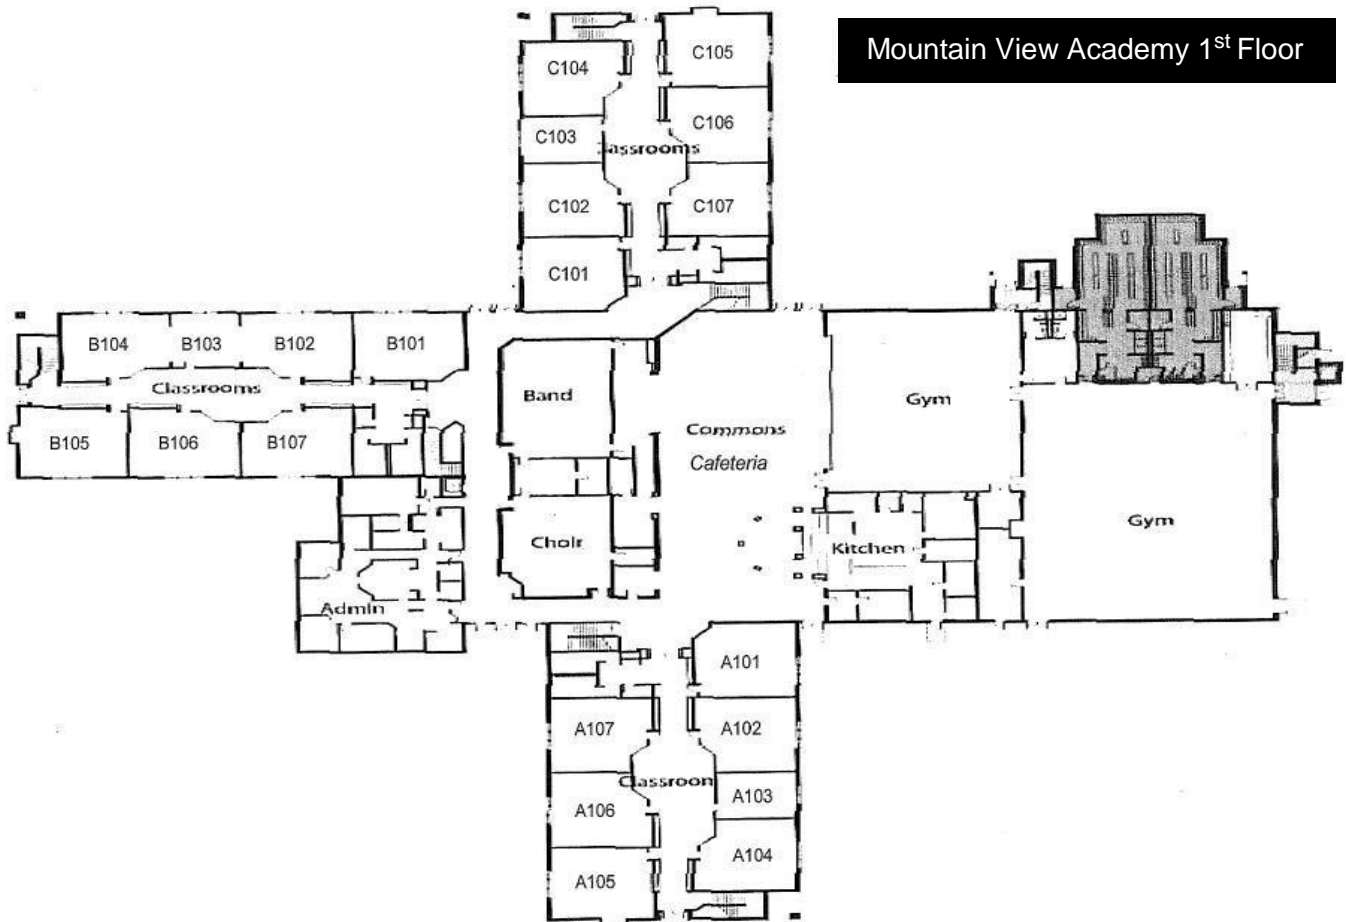 Mountain View Academy 1st Floor
C105
C104
C106
C103
C102
C107
C101
B104
B103
B102
B101
Classrooms
Band
Gym
Commons
Cafeteria
B105
B106
B107
Gym
Choir
Kitchen
Admin
A101
A107
A102
Classroom
A103
A106
A104
A105